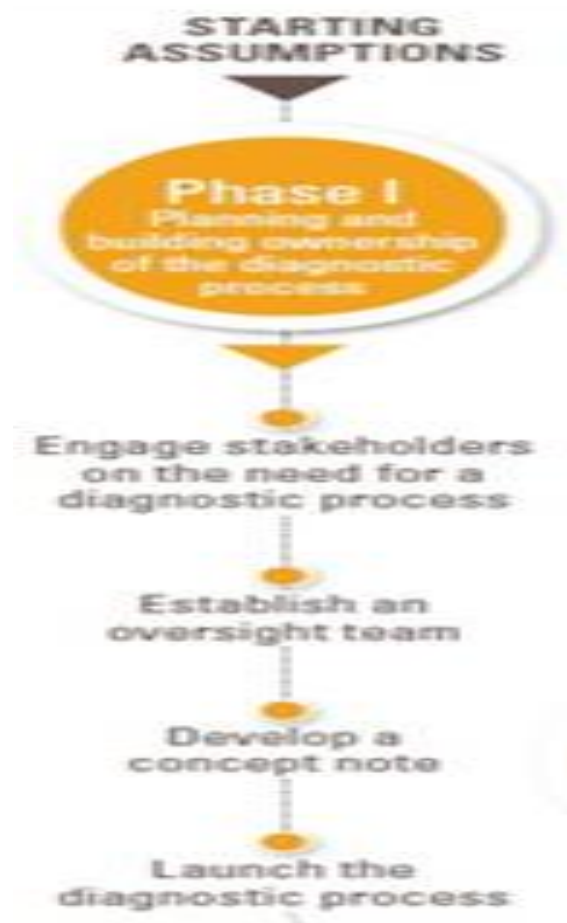 STARTING
ASSUMPTIONS
Phase I
Planning and
building ownership
of the diagnostic
process
Engage stakeholders
on the need for a
diagnostic process
Establish an
oversight team
Develop a
concept note
Launch the
diagnostic process